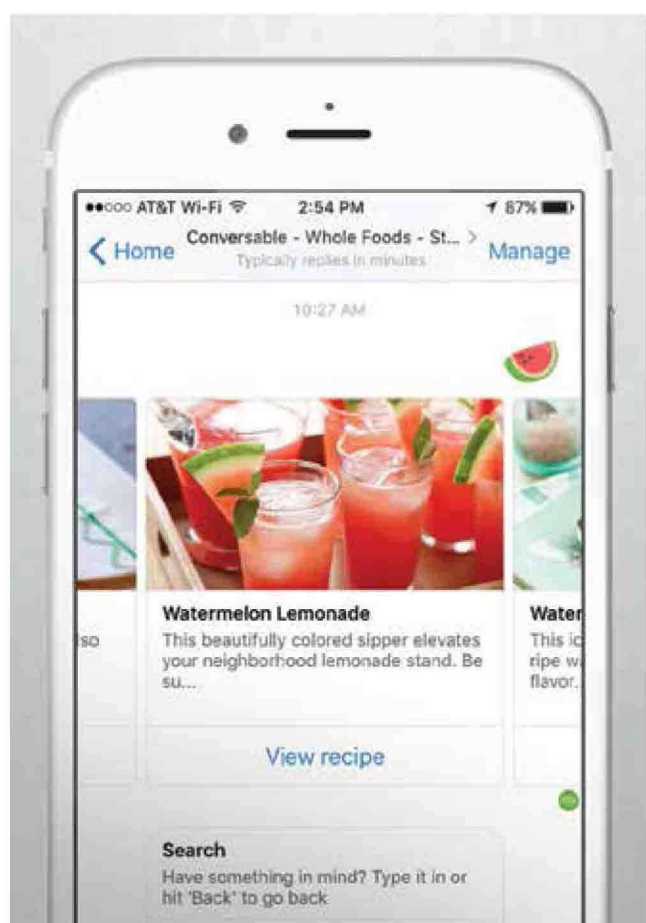 AT&T Wi-Fi 2:54 PM 87%
Home Conversable - Whole Foods - St... > Manage
Typically replies in minutes
10:27 AM
Watermelon Lemonade
This beautifully colored sipper elevates
your neighborhood lemonade stand. Be
su...
View recipe
lso
Water
This ic
ripe w
flavor.
Search
Have something in mind? Type it in or
hit 'Back' to go back